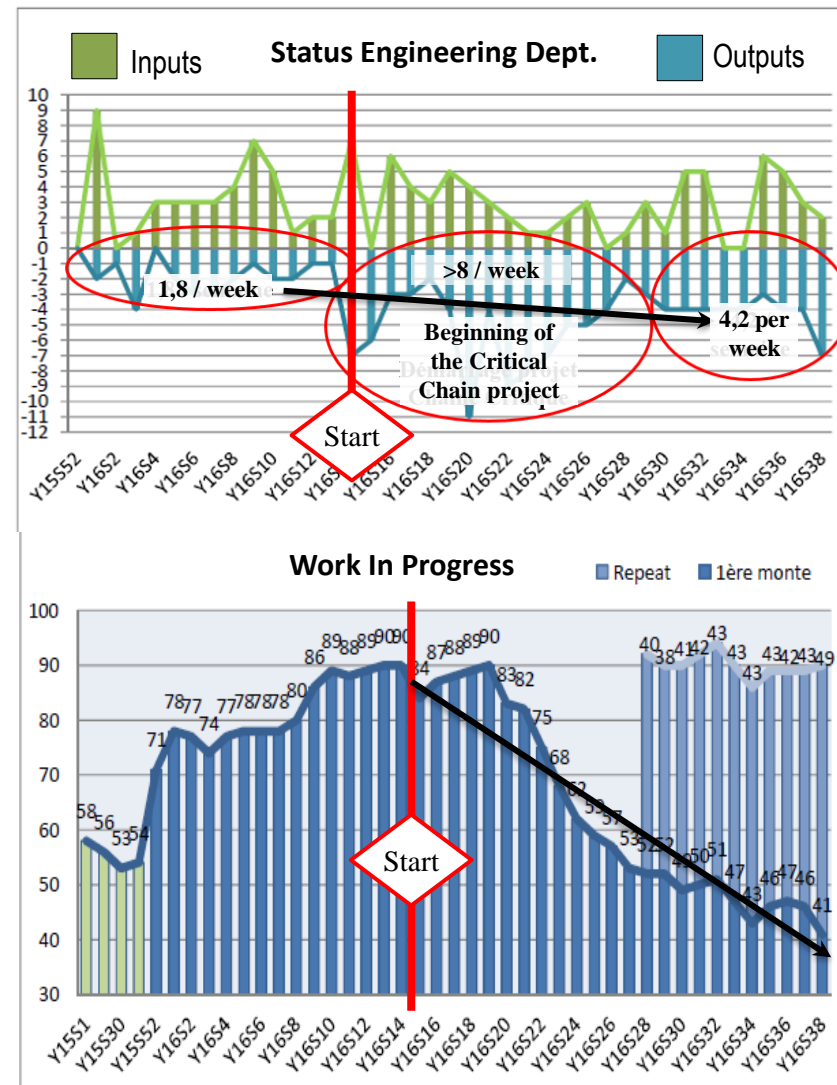 Status Engineering Dept.
Inputs
Outputs
10
9
8
7
6
5
4
3
2
1
0
-1
-2
-3
-4
-5
-6
-7
-8
-9
-10
-11
-12
1,8 / week
>8 / week
Beginning of
the Critical
Chain project
4,2 per
week
Start
Y15S52
Y16S2
Y16S4
Y16S6
Y16S8
Y16S10
Y16S12
Y16S16
Y16S18
Y16S20
Y16S22
Y16S24
Y16S26
Y16S28
Y16S30
Y16S32
Y16S34
Y16S36
Y16S38
Work In Progress
Repeat
1ère monte
100
90
80
70
60
50
40
30
58
56
53
54
71
78
77
74
77
78
78
78
80
86
89
88
89
90
90
84
87
88
89
90
83
82
75
68
62
59
57
53
52
52
49
50
51
47
43
46
47
46
41
40
38
41
42
43
43
43
43
42
43
49
Start
Y15S1
Y15S30
Y15S52
Y16S2
Y16S4
Y16S6
Y16S8
Y16S10
Y16S12
Y16S14
Y16S16
Y16S18
Y16S20
Y16S22
Y16S24
Y16S26
Y16S28
Y16S30
Y16S32
Y16S34
Y16S36
Y16S38